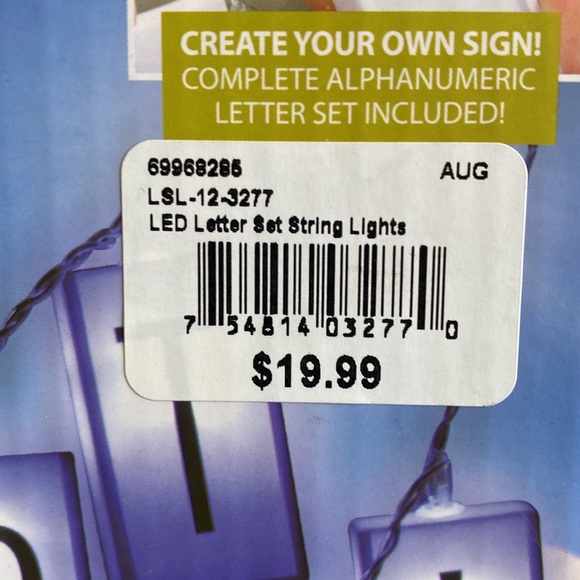 CREATE YOUR OWN SIGN!
COMPLETE ALPHANUMERIC
LETTER SET INCLUDED!
69968285 AUG
LSL-12-3277
LED Letter Set String Lights
7 54814 03277 0
$19.99
T